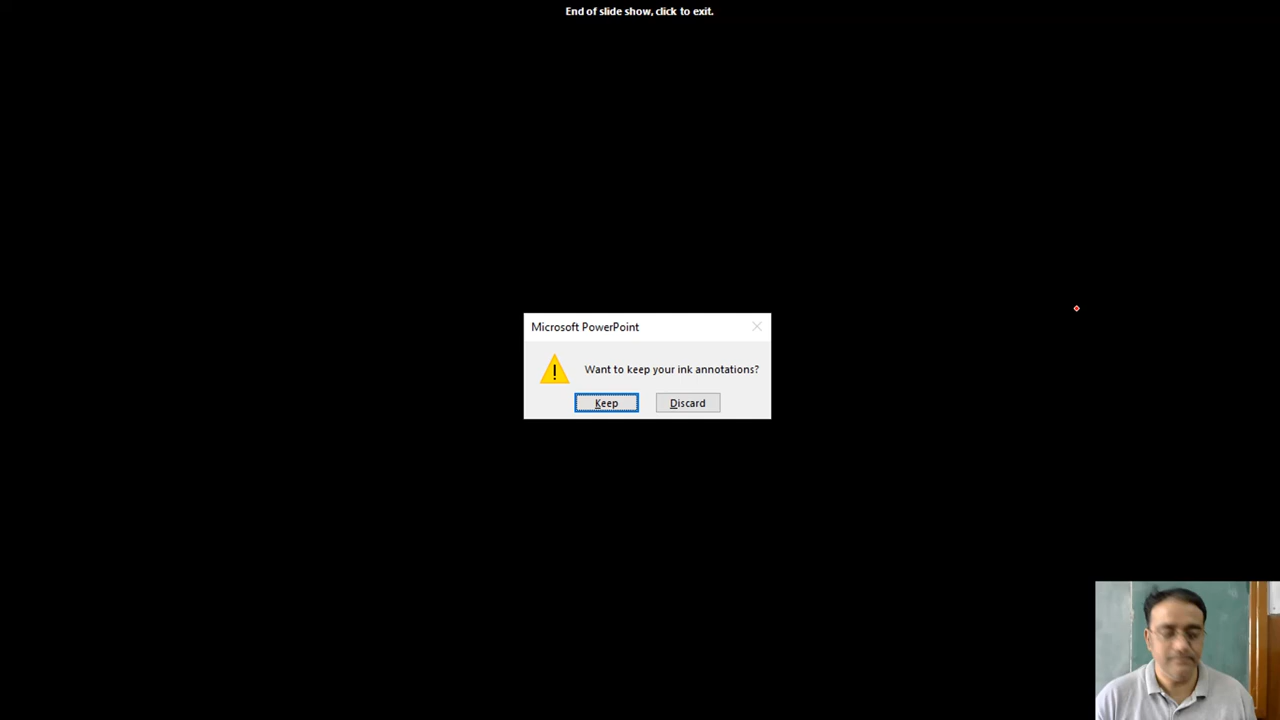 End of slide show, click to exit.
Microsoft PowerPoint
Want to keep your ink annotations?
Keep
Discard